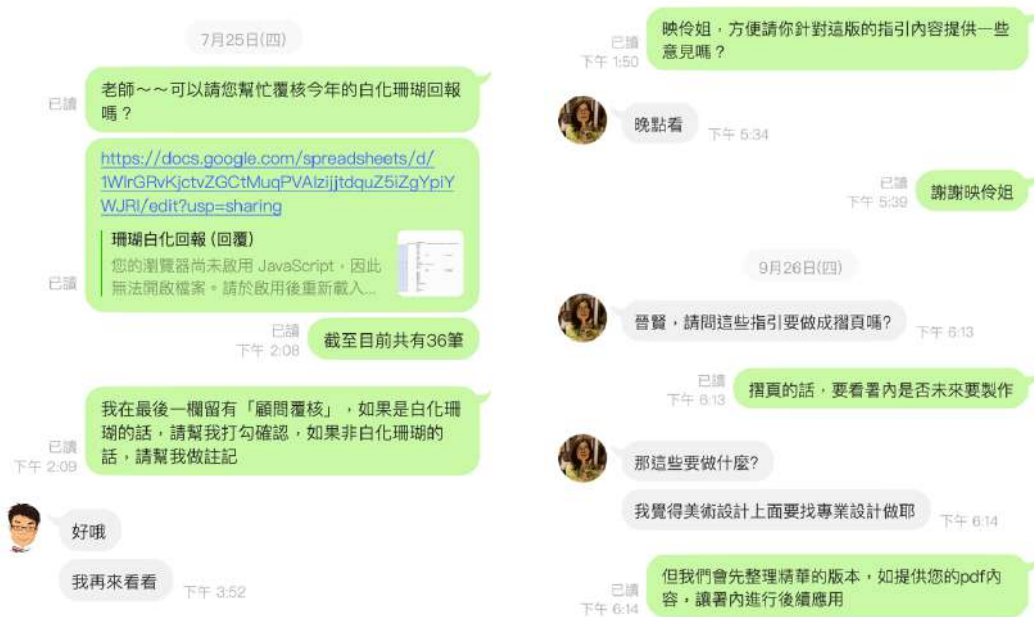 7月25日(四)
老師～～可以請您幫忙覆核今年的白化珊瑚回報
嗎？
已讀
https://docs.google.com/spreadsheets/d/
1WIrGRvKjctvZGCtMuqPVAlzijjtdquZ5iZgYpiY
WJRI/edit?usp=sharing
珊瑚白化回報 (回覆)
您的瀏覽器尚未啟用 JavaScript，因此
無法開啟檔案。請於啟用後重新載入...
已讀
已讀
下午 2:08
截至目前共有36筆
我在最後一欄留有「顧問覆核」，如果是白化珊
瑚的話，請幫我打勾確認，如果非白化珊瑚的
話，請幫我做註記
已讀
下午 2:09
好哦
我再來看看
下午 3:52
映伶姐，方便請你針對這版的指引內容提供一些
意見嗎？
已讀
下午 1:50
晚點看
下午 5:34
已讀
下午 5:39
謝謝映伶姐
9月26日(四)
晉賢，請問這些指引要做成摺頁嗎?
下午 6:13
已讀
下午 6:13
摺頁的話，要看署內是否未來要製作
那這些要做什麼?
我覺得美術設計上面要找專業設計做耶
下午 6:14
但我們會先整理精華的版本，如提供您的pdf內
容，讓署內進行後續應用
已讀
下午 6:14